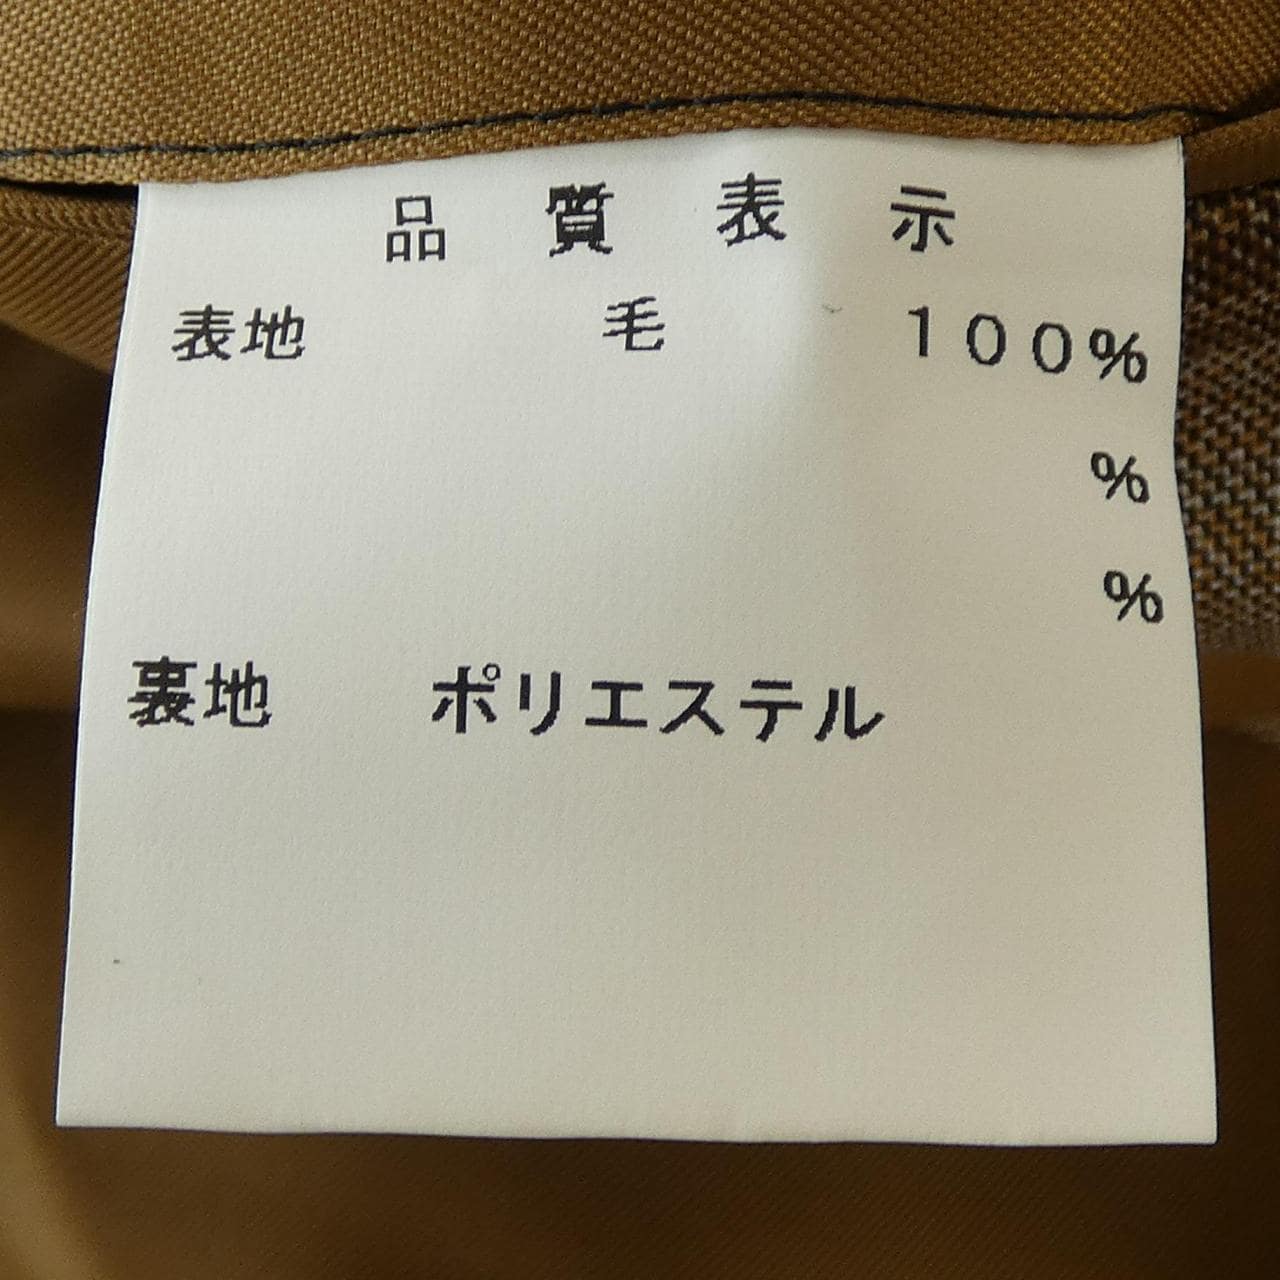 品質表示
表地 毛 100%
%
%
裏地 ポリエステル